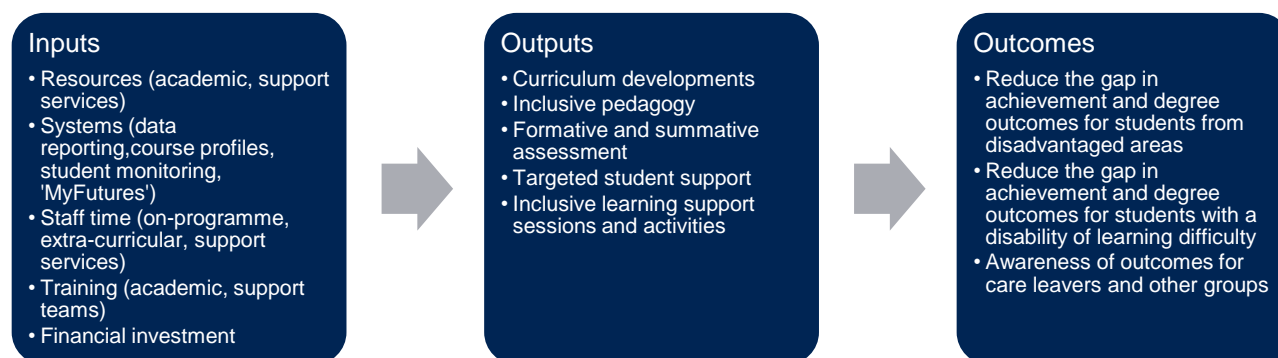 Inputs
• Resources (academic, support
services)
• Systems (data
reporting,course profiles,
student monitoring,
'MyFutures')
• Staff time (on-programme,
extra-curricular, support
services)
• Training (academic, support
teams)
• Financial investment
Outputs
• Curriculum developments
• Inclusive pedagogy
• Formative and summative
assessment
• Targeted student support
• Inclusive learning support
sessions and activities
Outcomes
• Reduce the gap in
achievement and degree
outcomes for students from
disadvantaged areas
• Reduce the gap in
achievement and degree
outcomes for students with a
disability of learning difficulty
• Awareness of outcomes for
care leavers and other groups